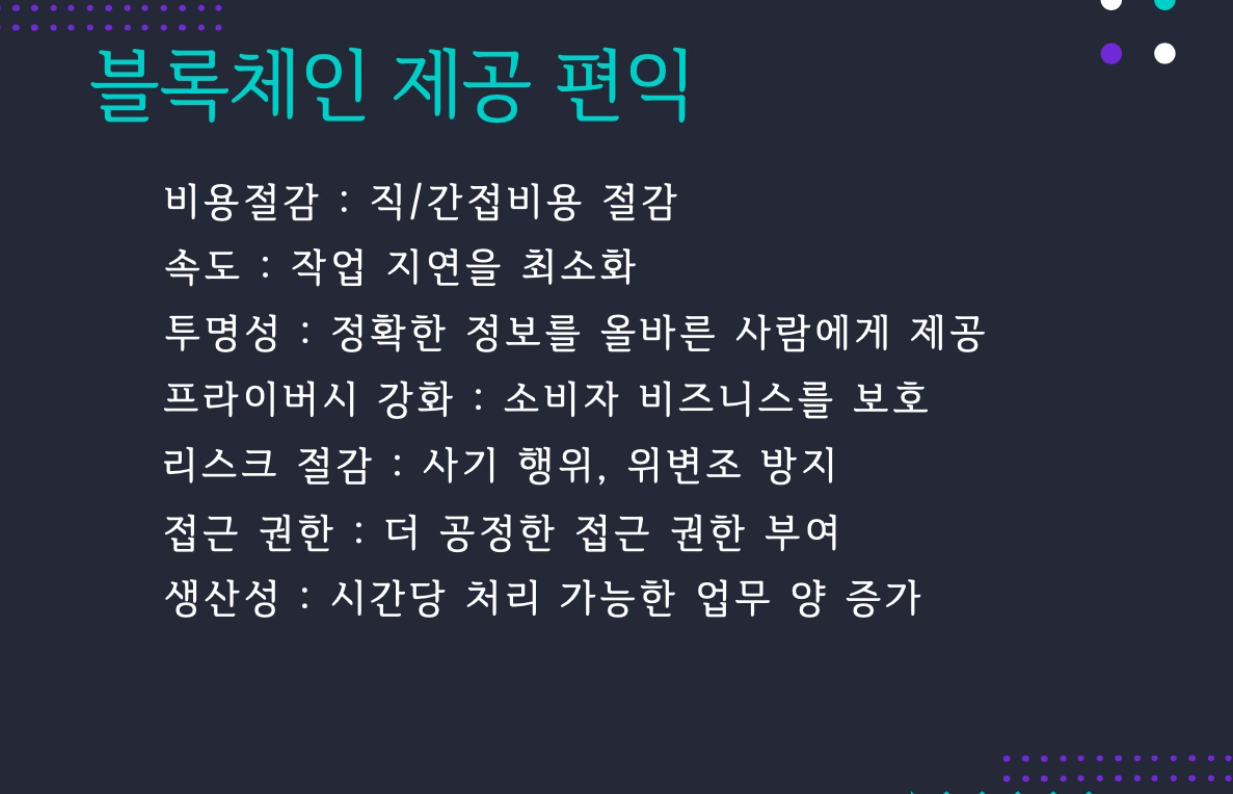 블록체인 제공 편익
비용절감 : 직/간접비용 절감
속도 : 작업 지연을 최소화
투명성 : 정확한 정보를 올바른 사람에게 제공
프라이버시 강화 : 소비자 비즈니스를 보호
리스크 절감 : 사기 행위, 위변조 방지
접근 권한 : 더 공정한 접근 권한 부여
생산성 : 시간당 처리 가능한 업무 양 증가